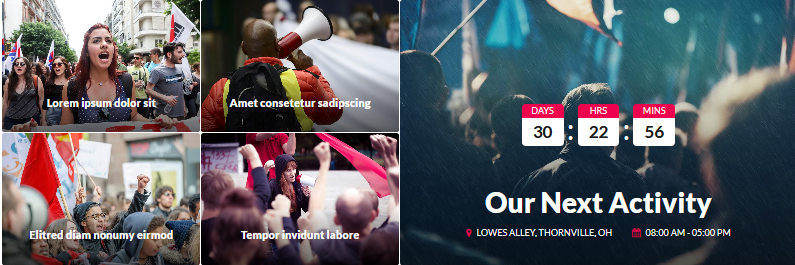 Lorem ipsum dolor sit
Amet consetetur sadipscing
Elitred diam nonumy eirmod
Tempor invidunt labore
DAYS HRS MINS
30 : 22 : 56
Our Next Activity
LOWES ALLEY, THORNVILLE, OH 08:00 AM - 05:00 PM